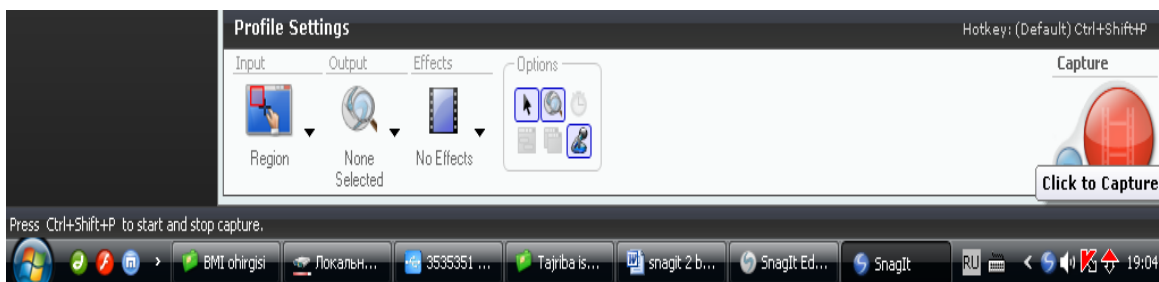 Profile Settings Hotkey: (Default) Ctrl+Shift+P
Input Output Effects Options Capture
Region None Selected No Effects
Click to Capture
Press Ctrl+Shift+P to start and stop capture.
BMI ohirgisi Локальн... 3535351 ... Tajriba is... snagit 2 b... SnagIt Ed... SnagIt RU 19:04